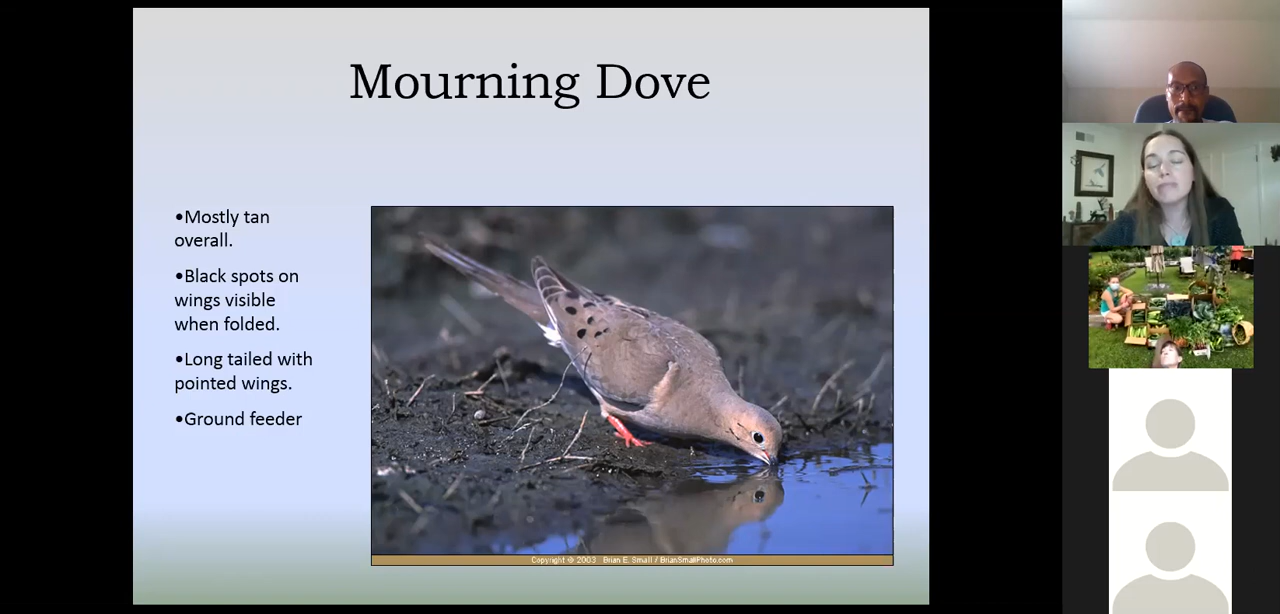 Mourning Dove
•Mostly tan
overall.
•Black spots on
wings visible
when folded.
•Long tailed with
pointed wings.
•Ground feeder
Copyright © 2003 Brian E. Small / BrianSmallPhoto.com